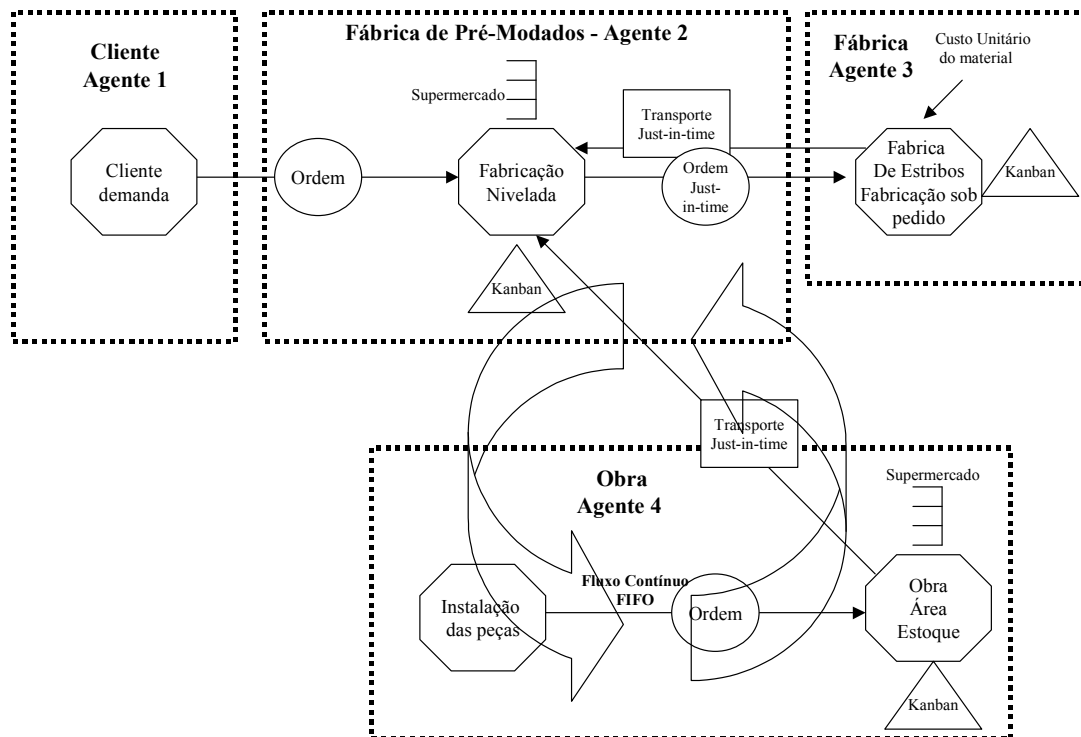 Cliente
Agente 1
Cliente
demanda
Fábrica de Pré-Modados - Agente 2
Supermercado
Ordem
Fabricação
Nivelada
Kanban
Transporte
Just-in-time
Ordem
Just-
in-time
Fábrica
Agente 3
Custo Unitário
do material
Fabrica
De Estribos
Fabricação sob
pedido
Kanban
Transporte
Just-in-time
Obra
Agente 4
Supermercado
Instalação
das peças
Fluxo Contínuo
FIFO
Ordem
Obra
Área
Estoque
Kanban